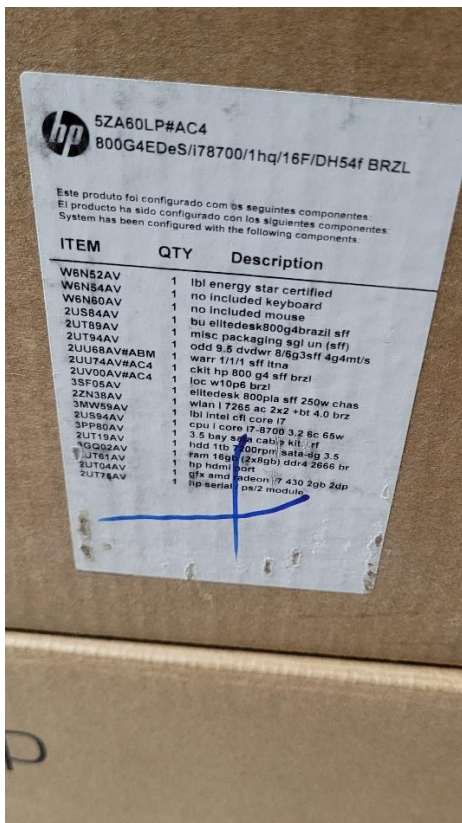 hp
5ZA60LP#AC4
800G4EDeS/i78700/1hq/16F/DH54f BRZL
Este produto foi configurado com os seguintes componentes:
El producto ha sido configurado con los siguientes componentes:
System has been configured with the following components:
ITEM QTY Description
W6N52AV 1 lbl energy star certified
W6N54AV 1 no included keyboard
W6N60AV 1 no included mouse
2US84AV 1 bu elitedesk800g4brazil sff
2UT89AV 1 misc packaging sgl un (sff)
2UT94AV 1 odd 9.5 dvdwr 8/6g3sff 4g4mt/s
2UU68AV#ABM 1 warr 1/1/1 sff ltna
2UU74AV#AC4 1 ckit hp 800 g4 sff brzl
2UV00AV#AC4 1 loc w10p6 brzl
3SF05AV 1 elitedesk 800pla sff 250w chas
2ZN38AV 1 wlan i 7265 ac 2x2 +bt 4.0 brz
3MW59AV 1 lbl intel cfl core i7
2US94AV 1 cpu i core i7-8700 3.2 6c 65w
3PP80AV 1 3.5 bay sata cable kit / rf
2UT19AV 1 hdd 1tb 7200rpm sata-dg 3.5
3GQ02AV 1 ram 16gb (2x8gb) ddr4 2666 br
2UT61AV 1 hp hdmi port
2UT04AV 1 gfx amd radeon r7 430 2gb 2dp
2UT75AV 1 hp serial / ps/2 module